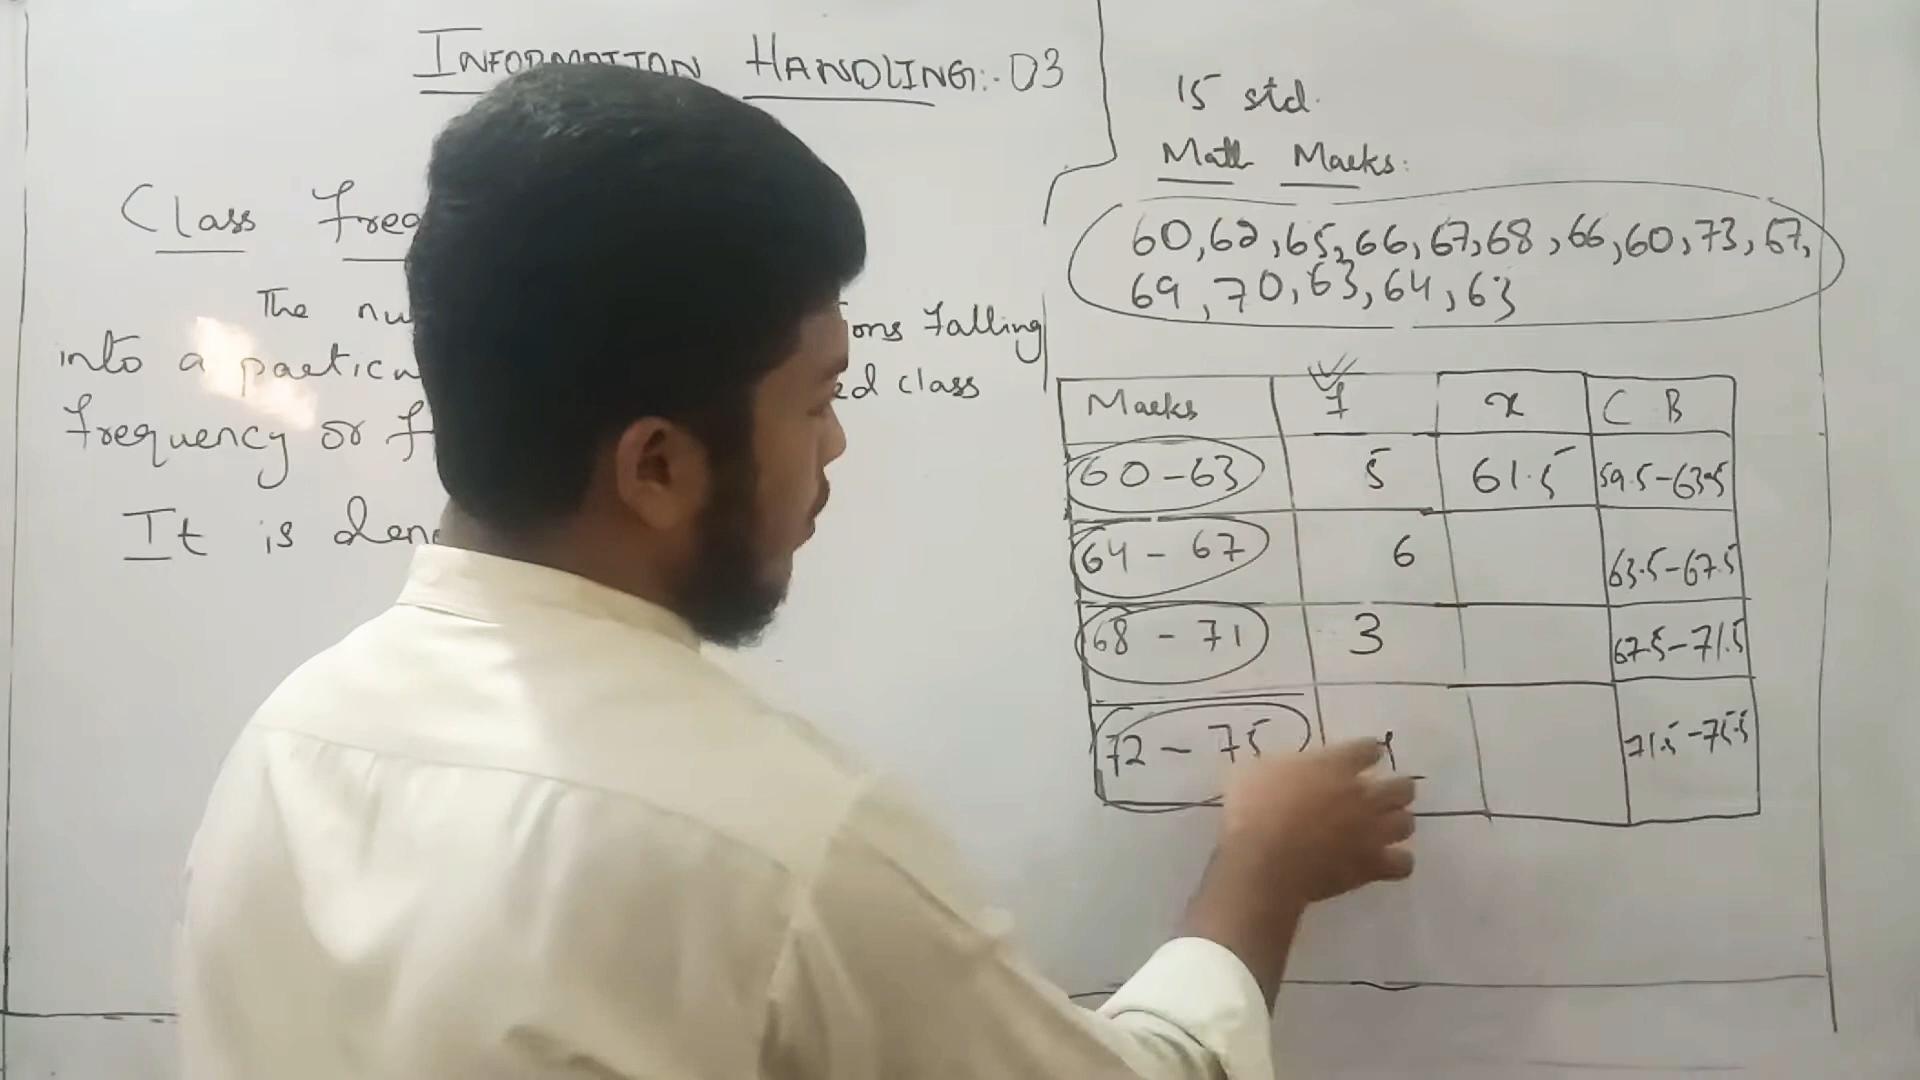 INFORMATION HANDLING:- 03
Class Freq
The nu ons falling
into a particu ed class
frequency or f
It is den
15 std.
Math Marks:
60,62,65,66,67,68,66,60,73,67,
69,70,63,64,63
Marks f x C B
60-63 5 61.5 59.5-63.5
64-67 6 63.5-67.5
68-71 3 67.5-71.5
72-75 1 71.5-75.5